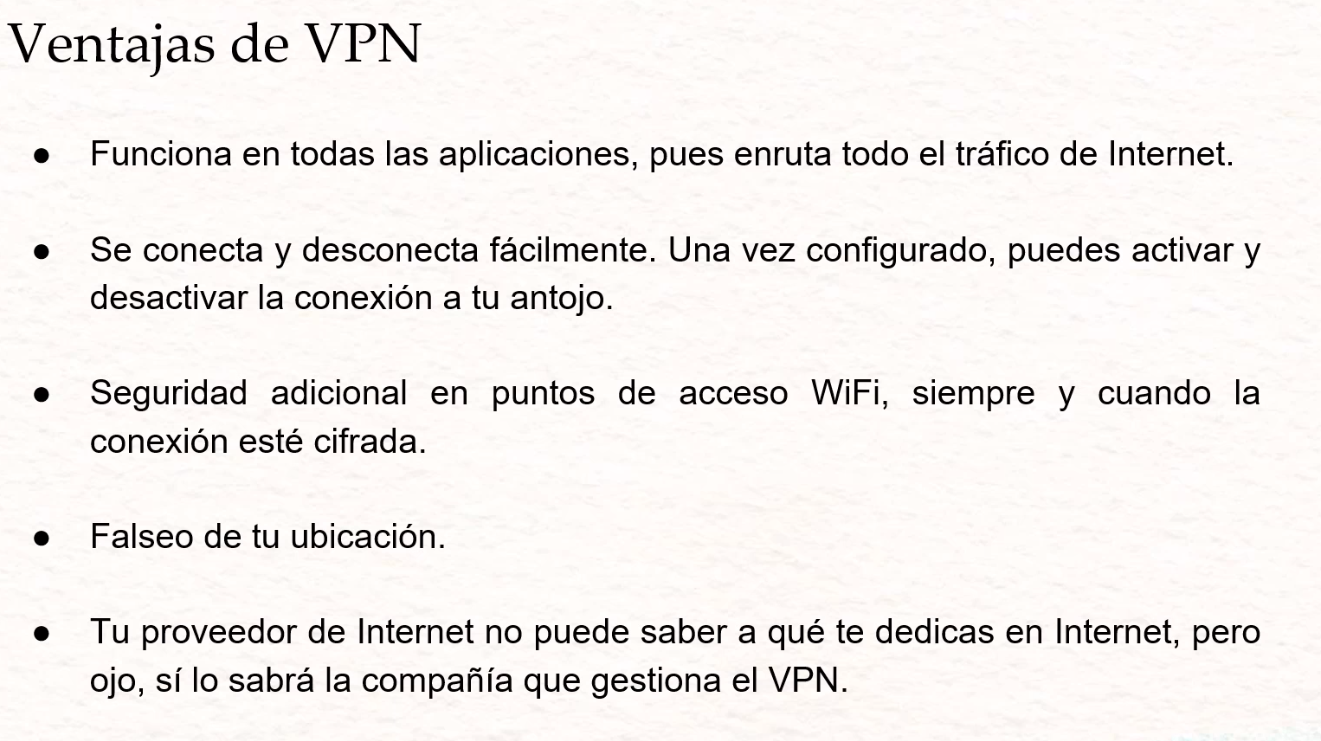 Ventajas de VPN
● Funciona en todas las aplicaciones, pues enruta todo el tráfico de Internet.
● Se conecta y desconecta fácilmente. Una vez configurado, puedes activar y
desactivar la conexión a tu antojo.
● Seguridad adicional en puntos de acceso WiFi, siempre y cuando la
conexión esté cifrada.
● Falseo de tu ubicación.
● Tu proveedor de Internet no puede saber a qué te dedicas en Internet, pero
ojo, sí lo sabrá la compañía que gestiona el VPN.